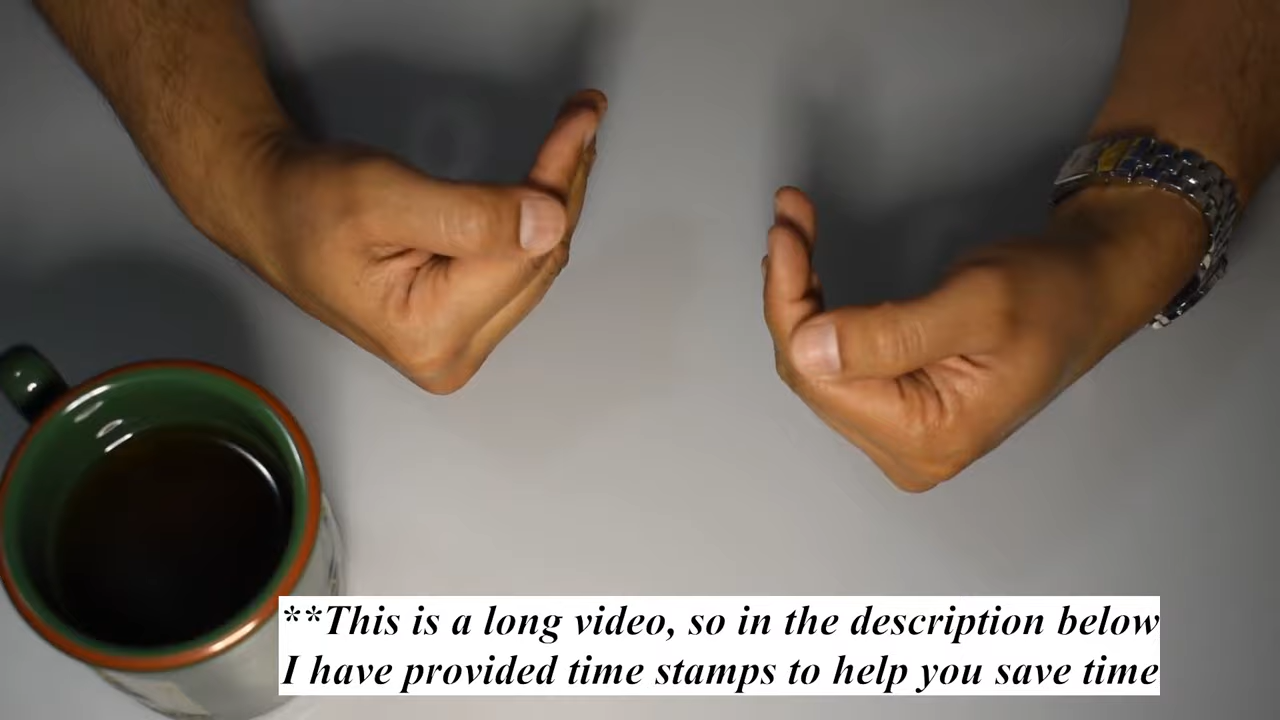 **This is a long video, so in the description below
I have provided time stamps to help you save time